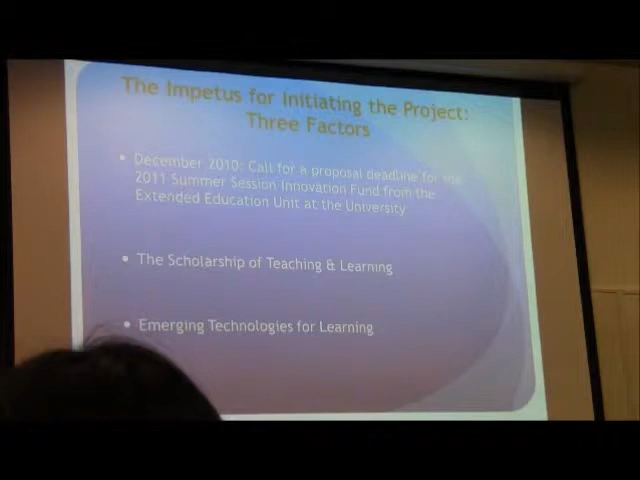 The Impetus for Initiating the Project:
Three Factors
• December 2010: Call for a proposal deadline for the
2011 Summer Session Innovation Fund from the
Extended Education Unit at the University
• The Scholarship of Teaching & Learning
• Emerging Technologies for Learning